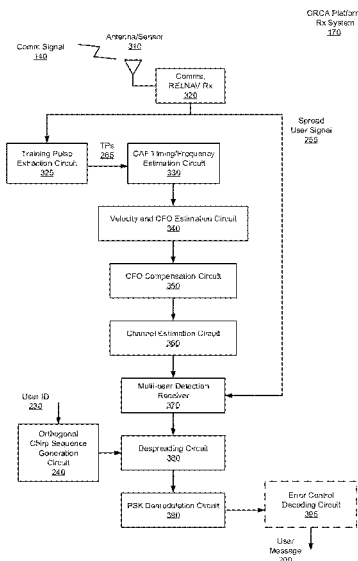 CRCA Platform
Rx System
170
Antenna/Sensor
310
Comm Signal
140
Comms,
RELNAV Rx
320
Spread
User Signal
255
Training Pulse
Extraction Circuit
325
TPs
265
CAF Timing/Frequency
Estimation Circuit
330
Velocity and CFO Estimation Circuit
340
CFO Compensation Circuit
350
Channel Estimation Circuit
360
Multi-user Detection
Receiver
370
User ID
230
Orthogonal
Chirp Sequence
Generation
Circuit
240
Despreading Circuit
380
PSK Demodulation Circuit
390
Error Control
Decoding Circuit
395
User
Message
200